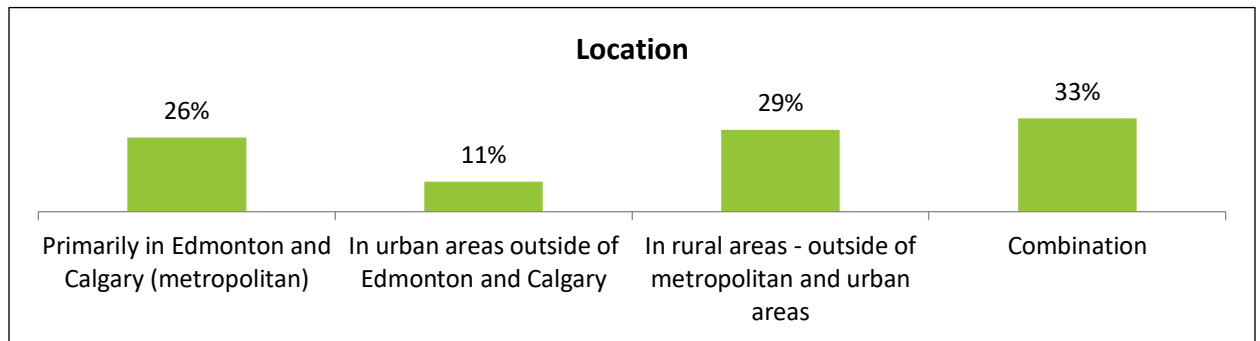 Location
26%
11%
29%
33%
Primarily in Edmonton and
Calgary (metropolitan)
In urban areas outside of
Edmonton and Calgary
In rural areas - outside of
metropolitan and urban
areas
Combination